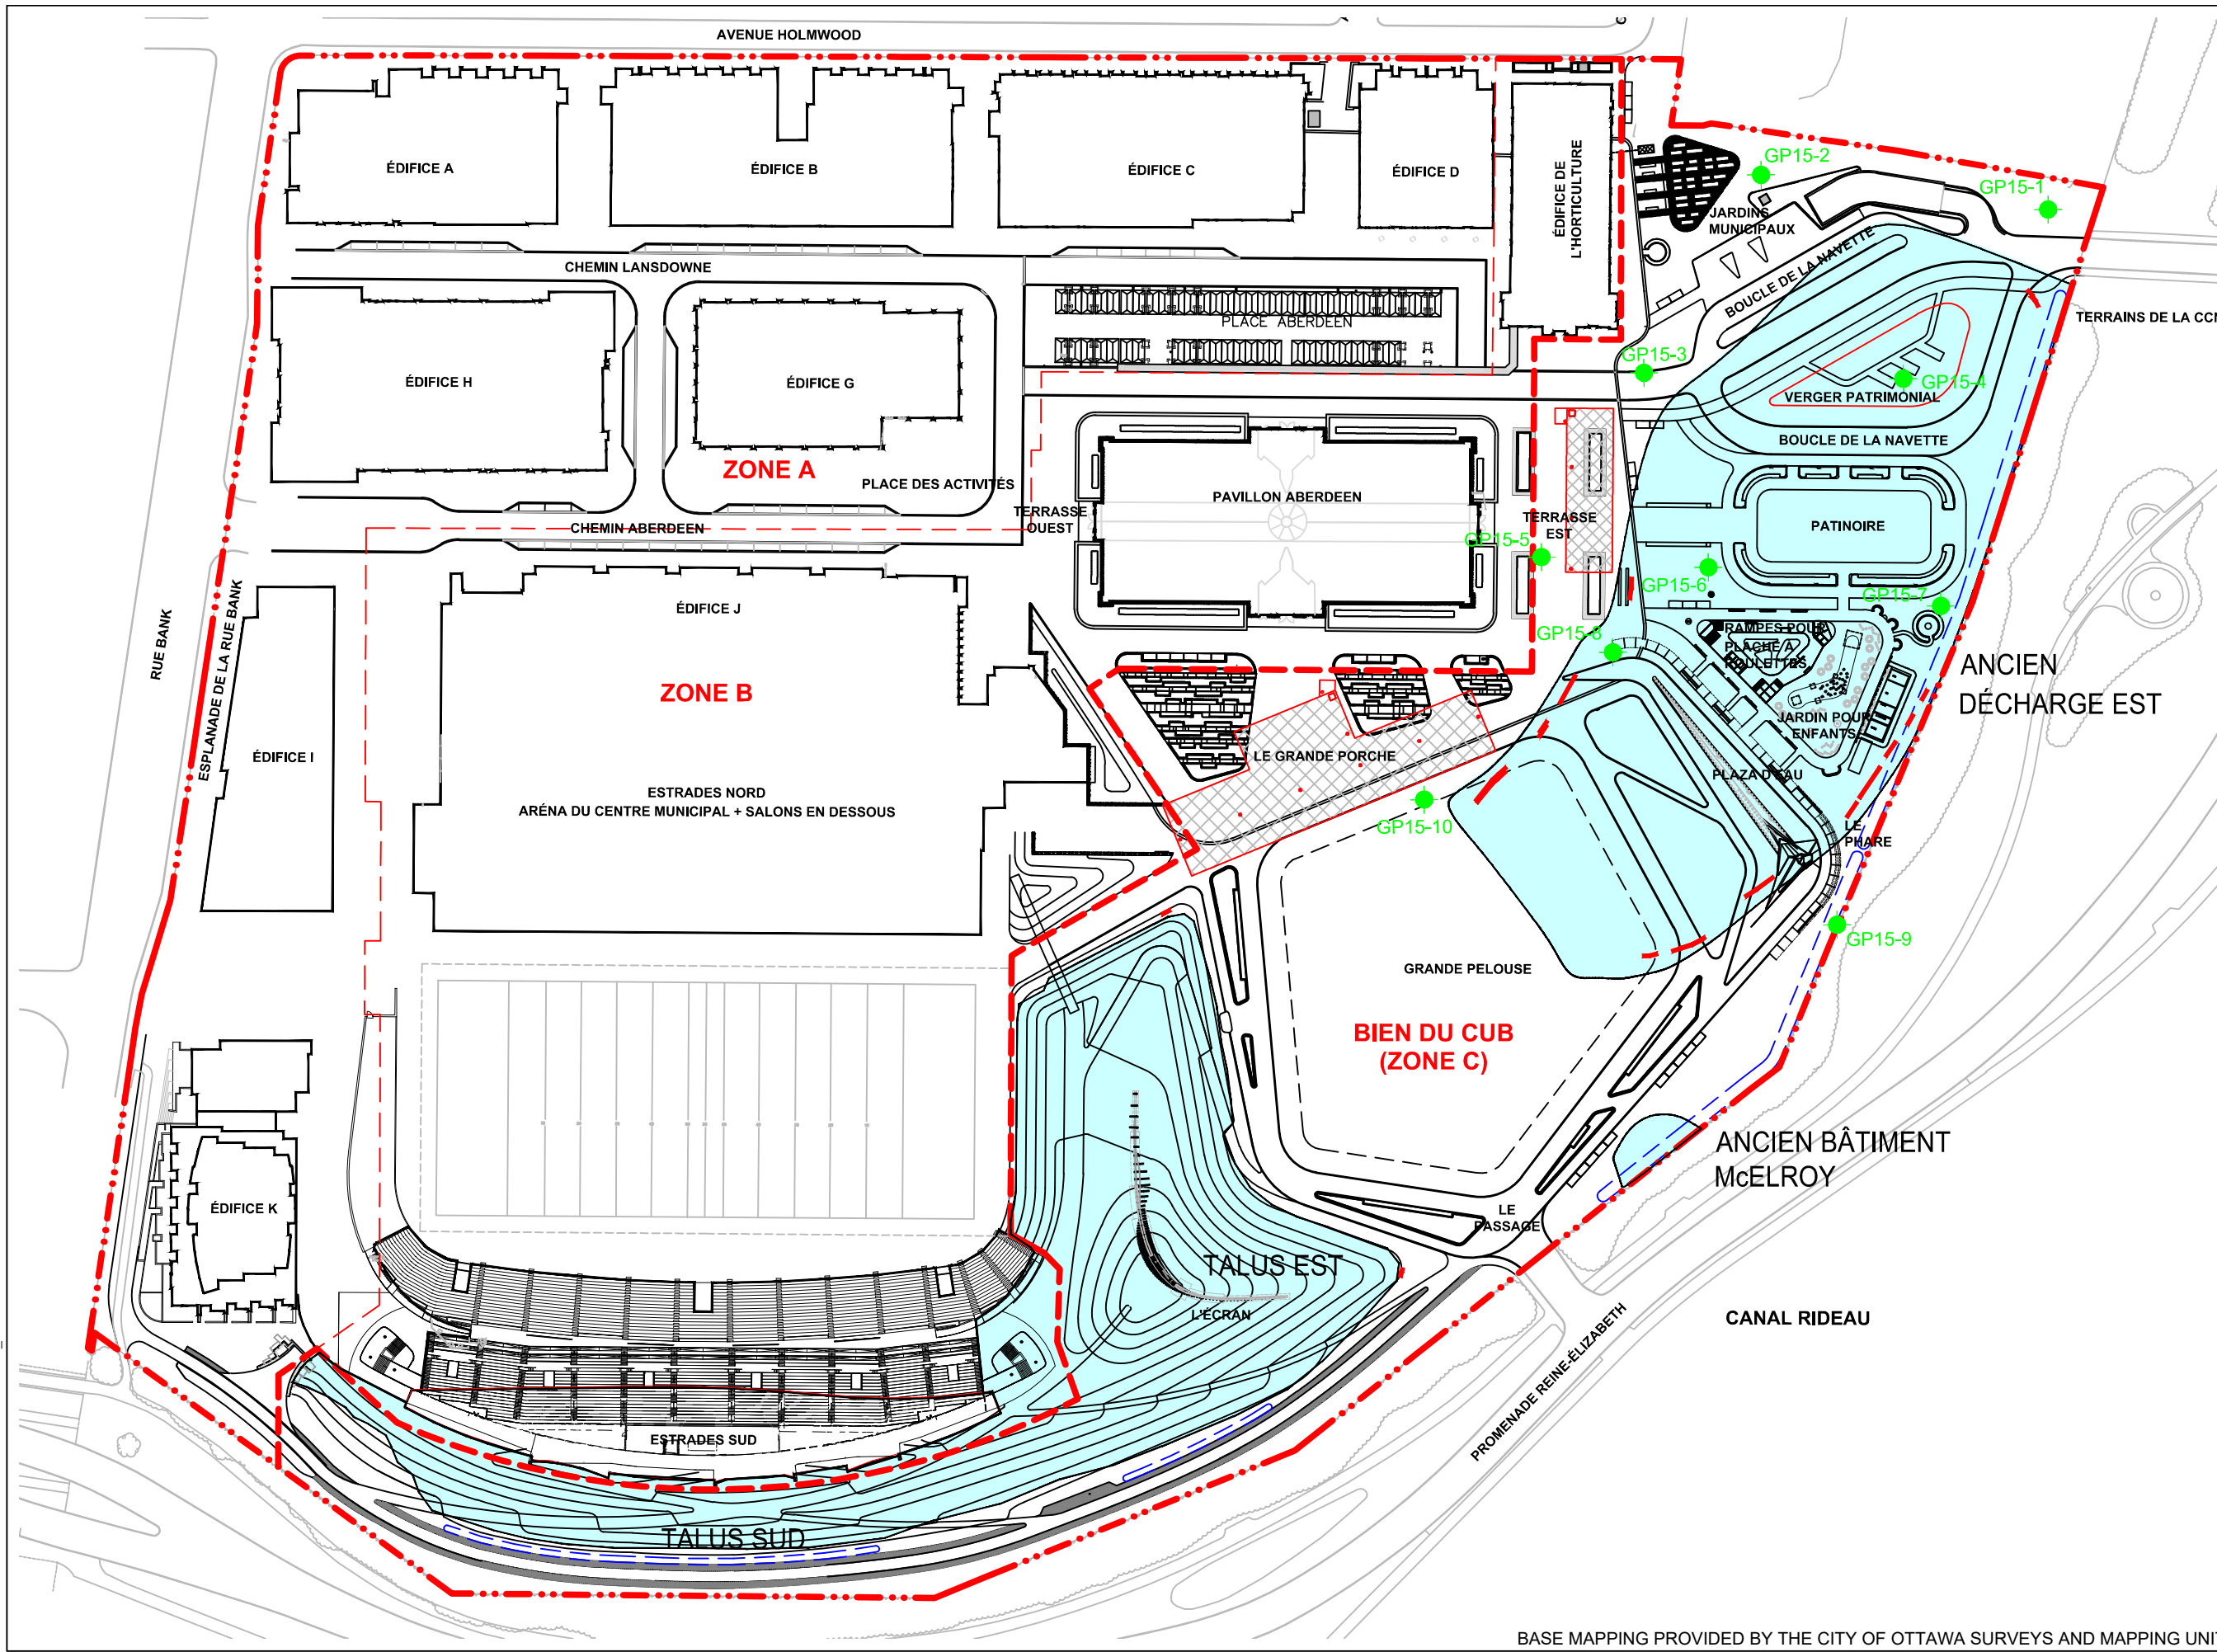 AVENUE HOLMWOOD
ÉDIFICE A
ÉDIFICE B
ÉDIFICE C
ÉDIFICE D
ÉDIFICE DE
L'HORTICULTURE
GP15-2
GP15-1
JARDINS
MUNICIPAUX
BOUCLE DE LA NAVETTE
CHEMIN LANSDOWNE
PLACE ABERDEEN
TERRAINS DE LA CC
GP15-3
GP15-4
VERGER PATRIMONIAL
ÉDIFICE H
ÉDIFICE G
BOUCLE DE LA NAVETTE
ZONE A
PLACE DES ACTIVITÉS
PAVILLON ABERDEEN
TERRASSE
OUEST
TERRASSE
EST
PATINOIRE
CHEMIN ABERDEEN
GP15-5
GP15-6
GP15-7
RUE BANK
ESPLANADE DE LA RUE BANK
ÉDIFICE J
GP15-8
RAMPES POUR
PLACHE À
ROULETTES
ANCIEN
DÉCHARGE EST
ZONE B
JARDIN POUR
ENFANTS
ÉDIFICE I
LE GRANDE PORCHE
PLAZA D'EAU
ESTRADES NORD
ARÉNA DU CENTRE MUNICIPAL + SALONS EN DESSOUS
GP15-10
LE
PHARE
GP15-9
GRANDE PELOUSE
BIEN DU CUB
(ZONE C)
ANCIEN BÂTIMENT
McELROY
ÉDIFICE K
LE
PASSAGE
TALUS EST
L'ÉCRAN
CANAL RIDEAU
PROMENADE REINE-ÉLIZABETH
ESTRADES SUD
TALUS SUD
BASE MAPPING PROVIDED BY THE CITY OF OTTAWA SURVEYS AND MAPPING UNIT